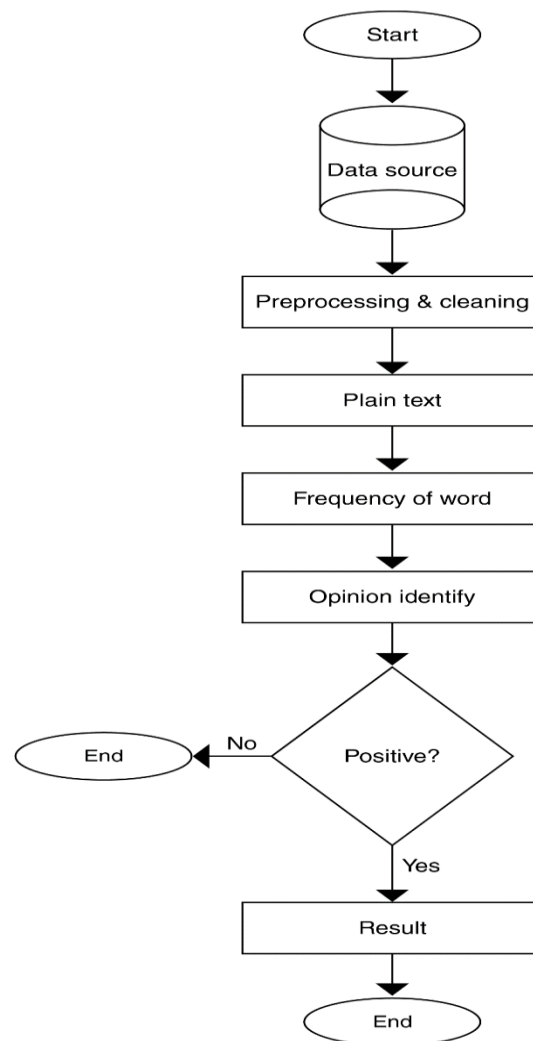 Start
Data source
Preprocessing & cleaning
Plain text
Frequency of word
Opinion identify
Positive?
No
End
Yes
Result
End